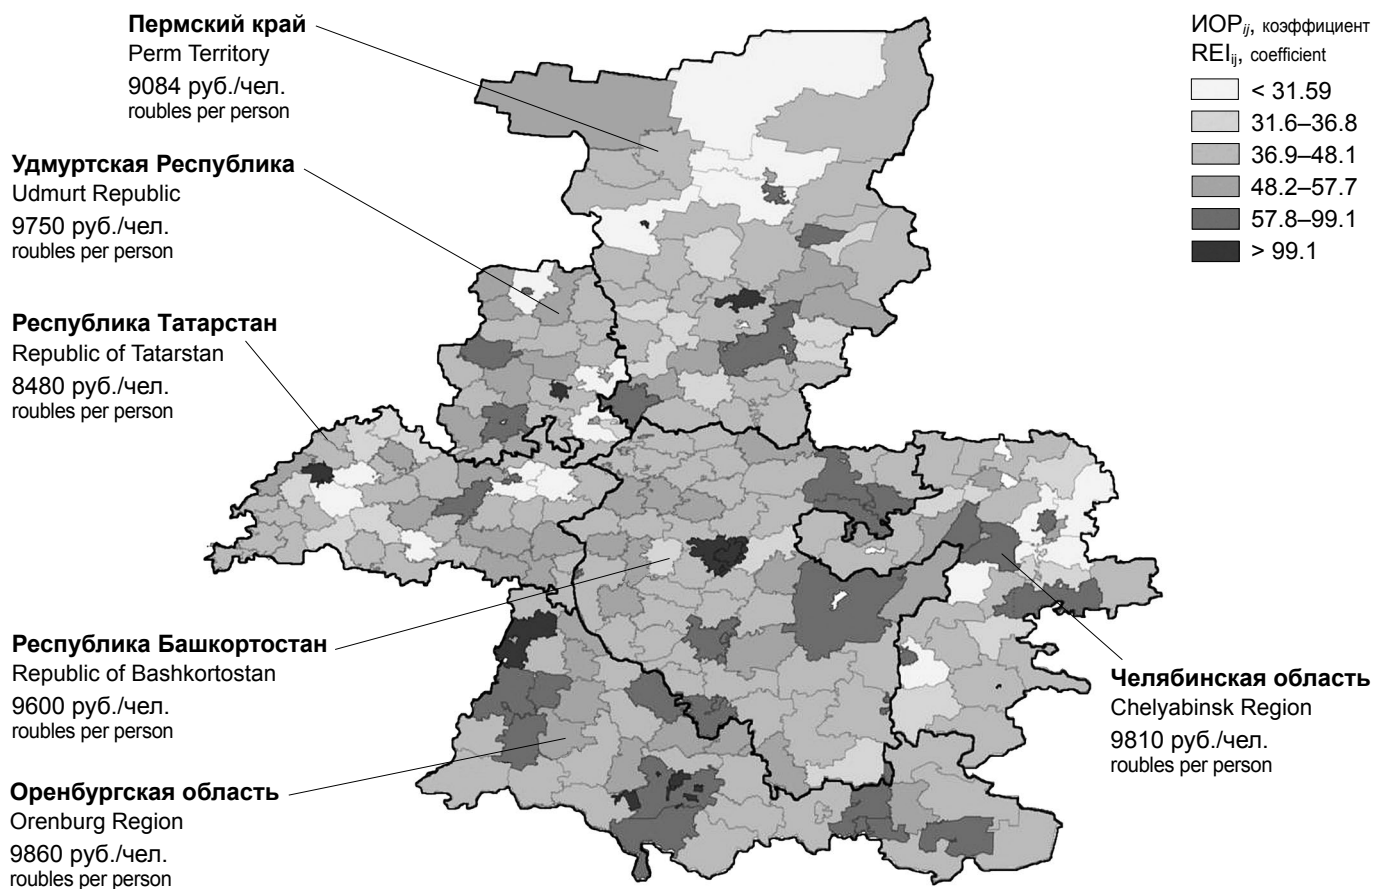 Пермский край
Perm Territory
9084 руб./чел.
roubles per person
Удмуртская Республика
Udmurt Republic
9750 руб./чел.
roubles per person
Республика Татарстан
Republic of Tatarstan
8480 руб./чел.
roubles per person
Республика Башкортостан
Republic of Bashkortostan
9600 руб./чел.
roubles per person
Оренбургская область
Orenburg Region
9860 руб./чел.
roubles per person
ИОРij, коэффициент
REIij, coefficient
< 31.59
31.6–36.8
36.9–48.1
48.2–57.7
57.8–99.1
> 99.1
Челябинская область
Chelyabinsk Region
9810 руб./чел.
roubles per person